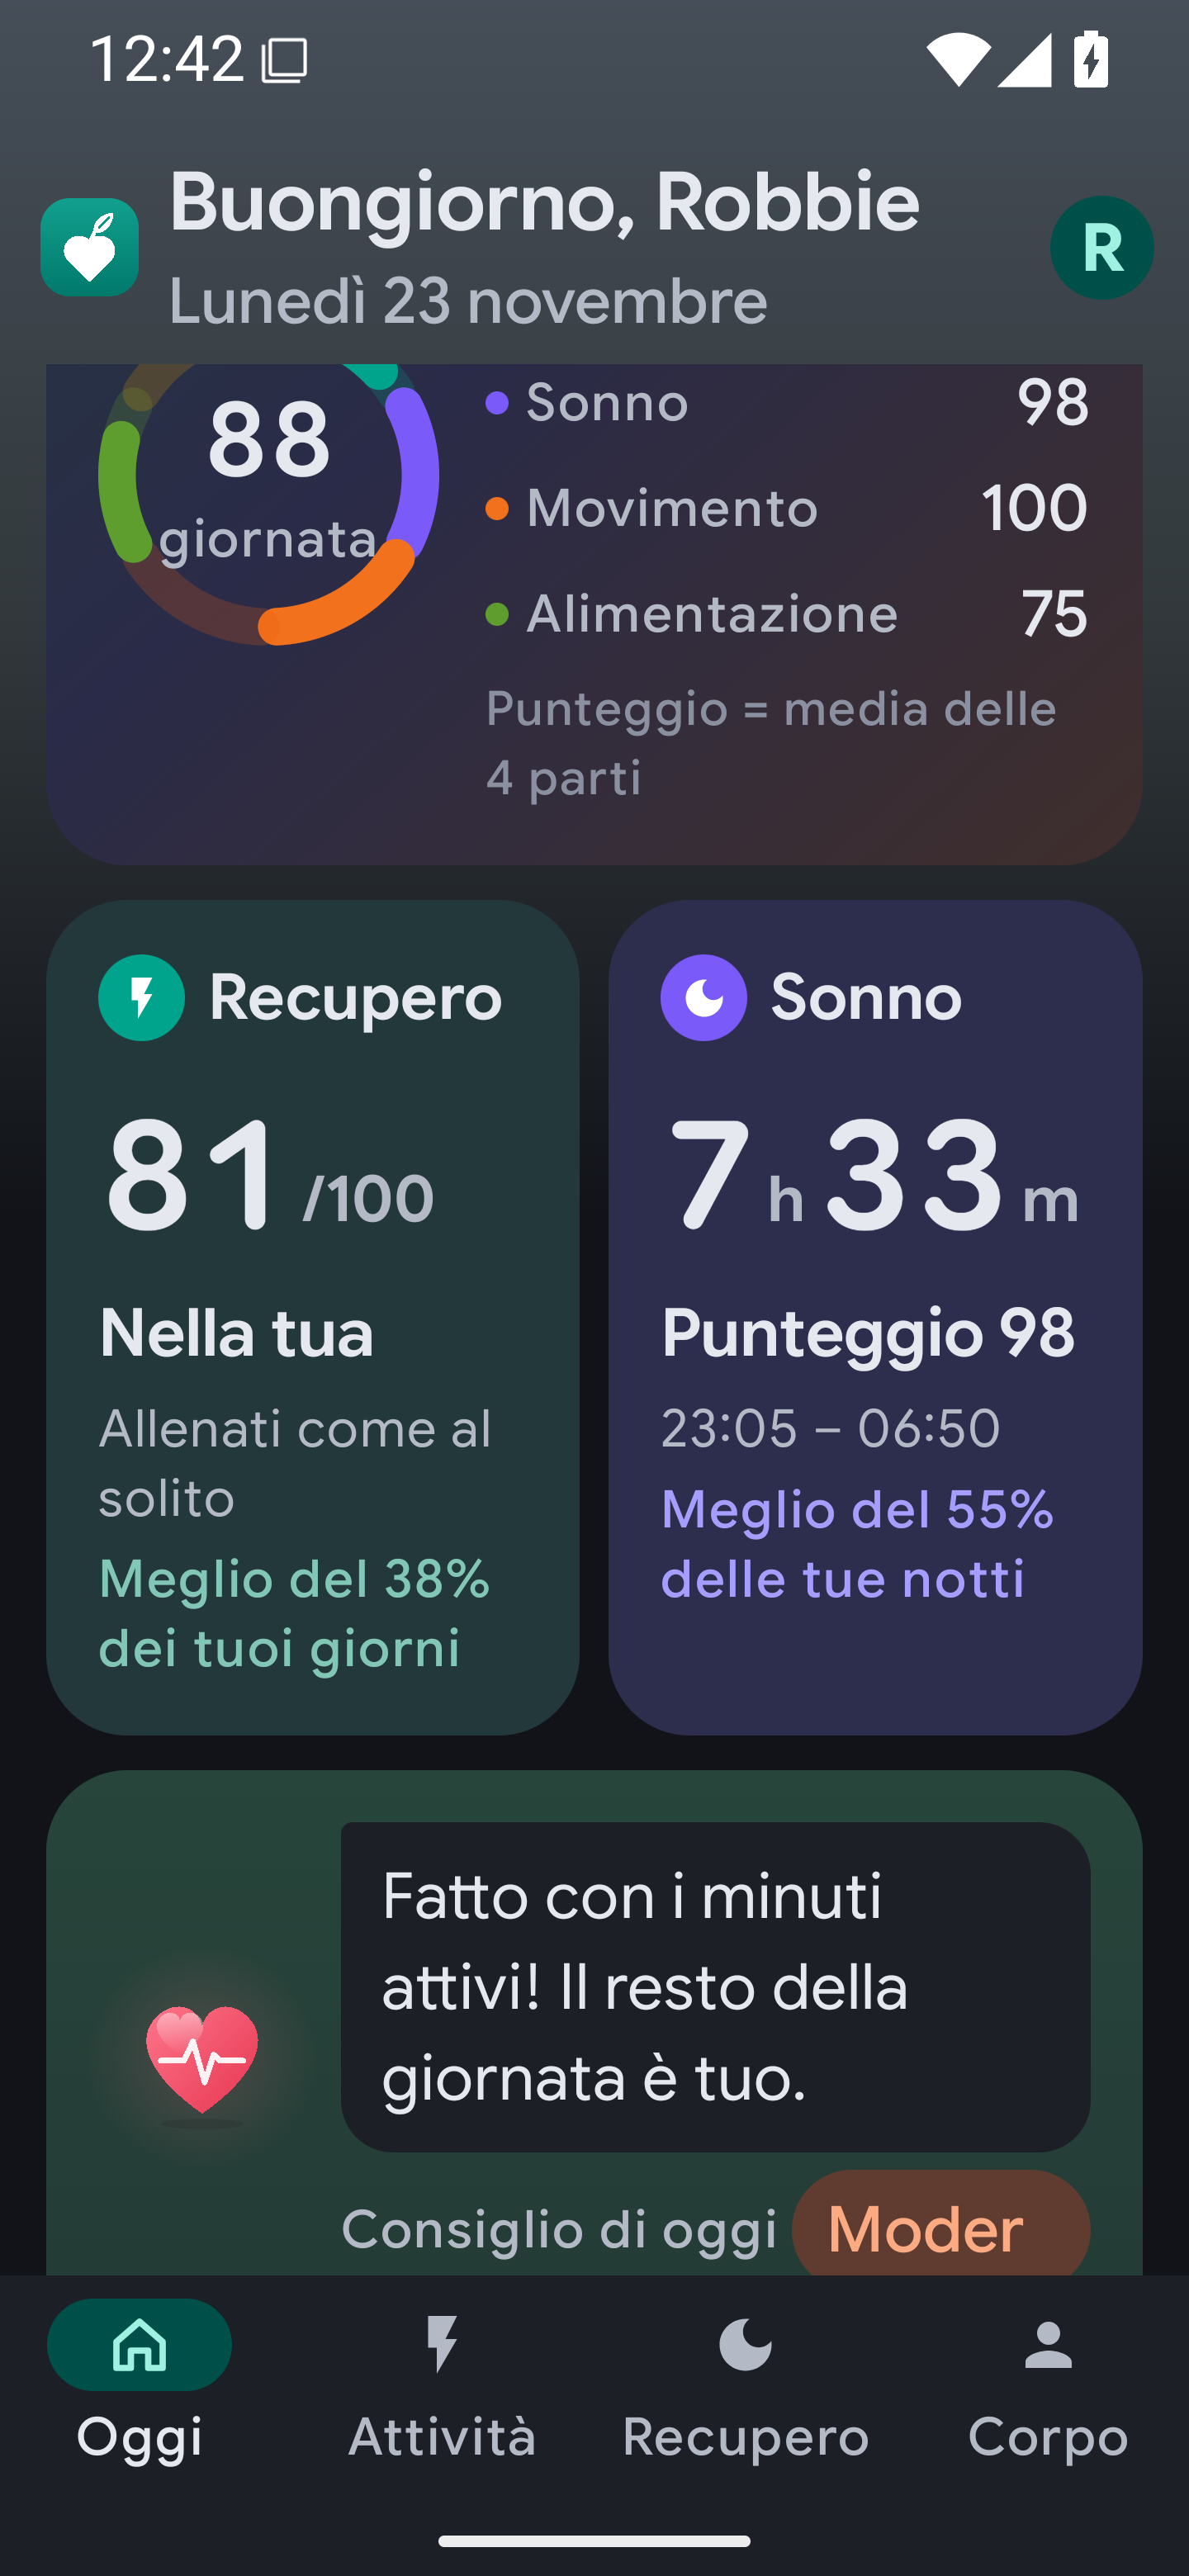 12:42
Buongiorno, Robbie
Lunedì 23 novembre
R
88
giornata
Sonno 98
Movimento 100
Alimentazione 75
Punteggio = media delle
4 parti
Recupero
81 /100
Nella tua
Allenati come al
solito
Meglio del 38%
dei tuoi giorni
Sonno
7 h 33 m
Punteggio 98
23:05 – 06:50
Meglio del 55%
delle tue notti
Fatto con i minuti
attivi! Il resto della
giornata è tuo.
Consiglio di oggi
Moder
Oggi
Attività
Recupero
Corpo